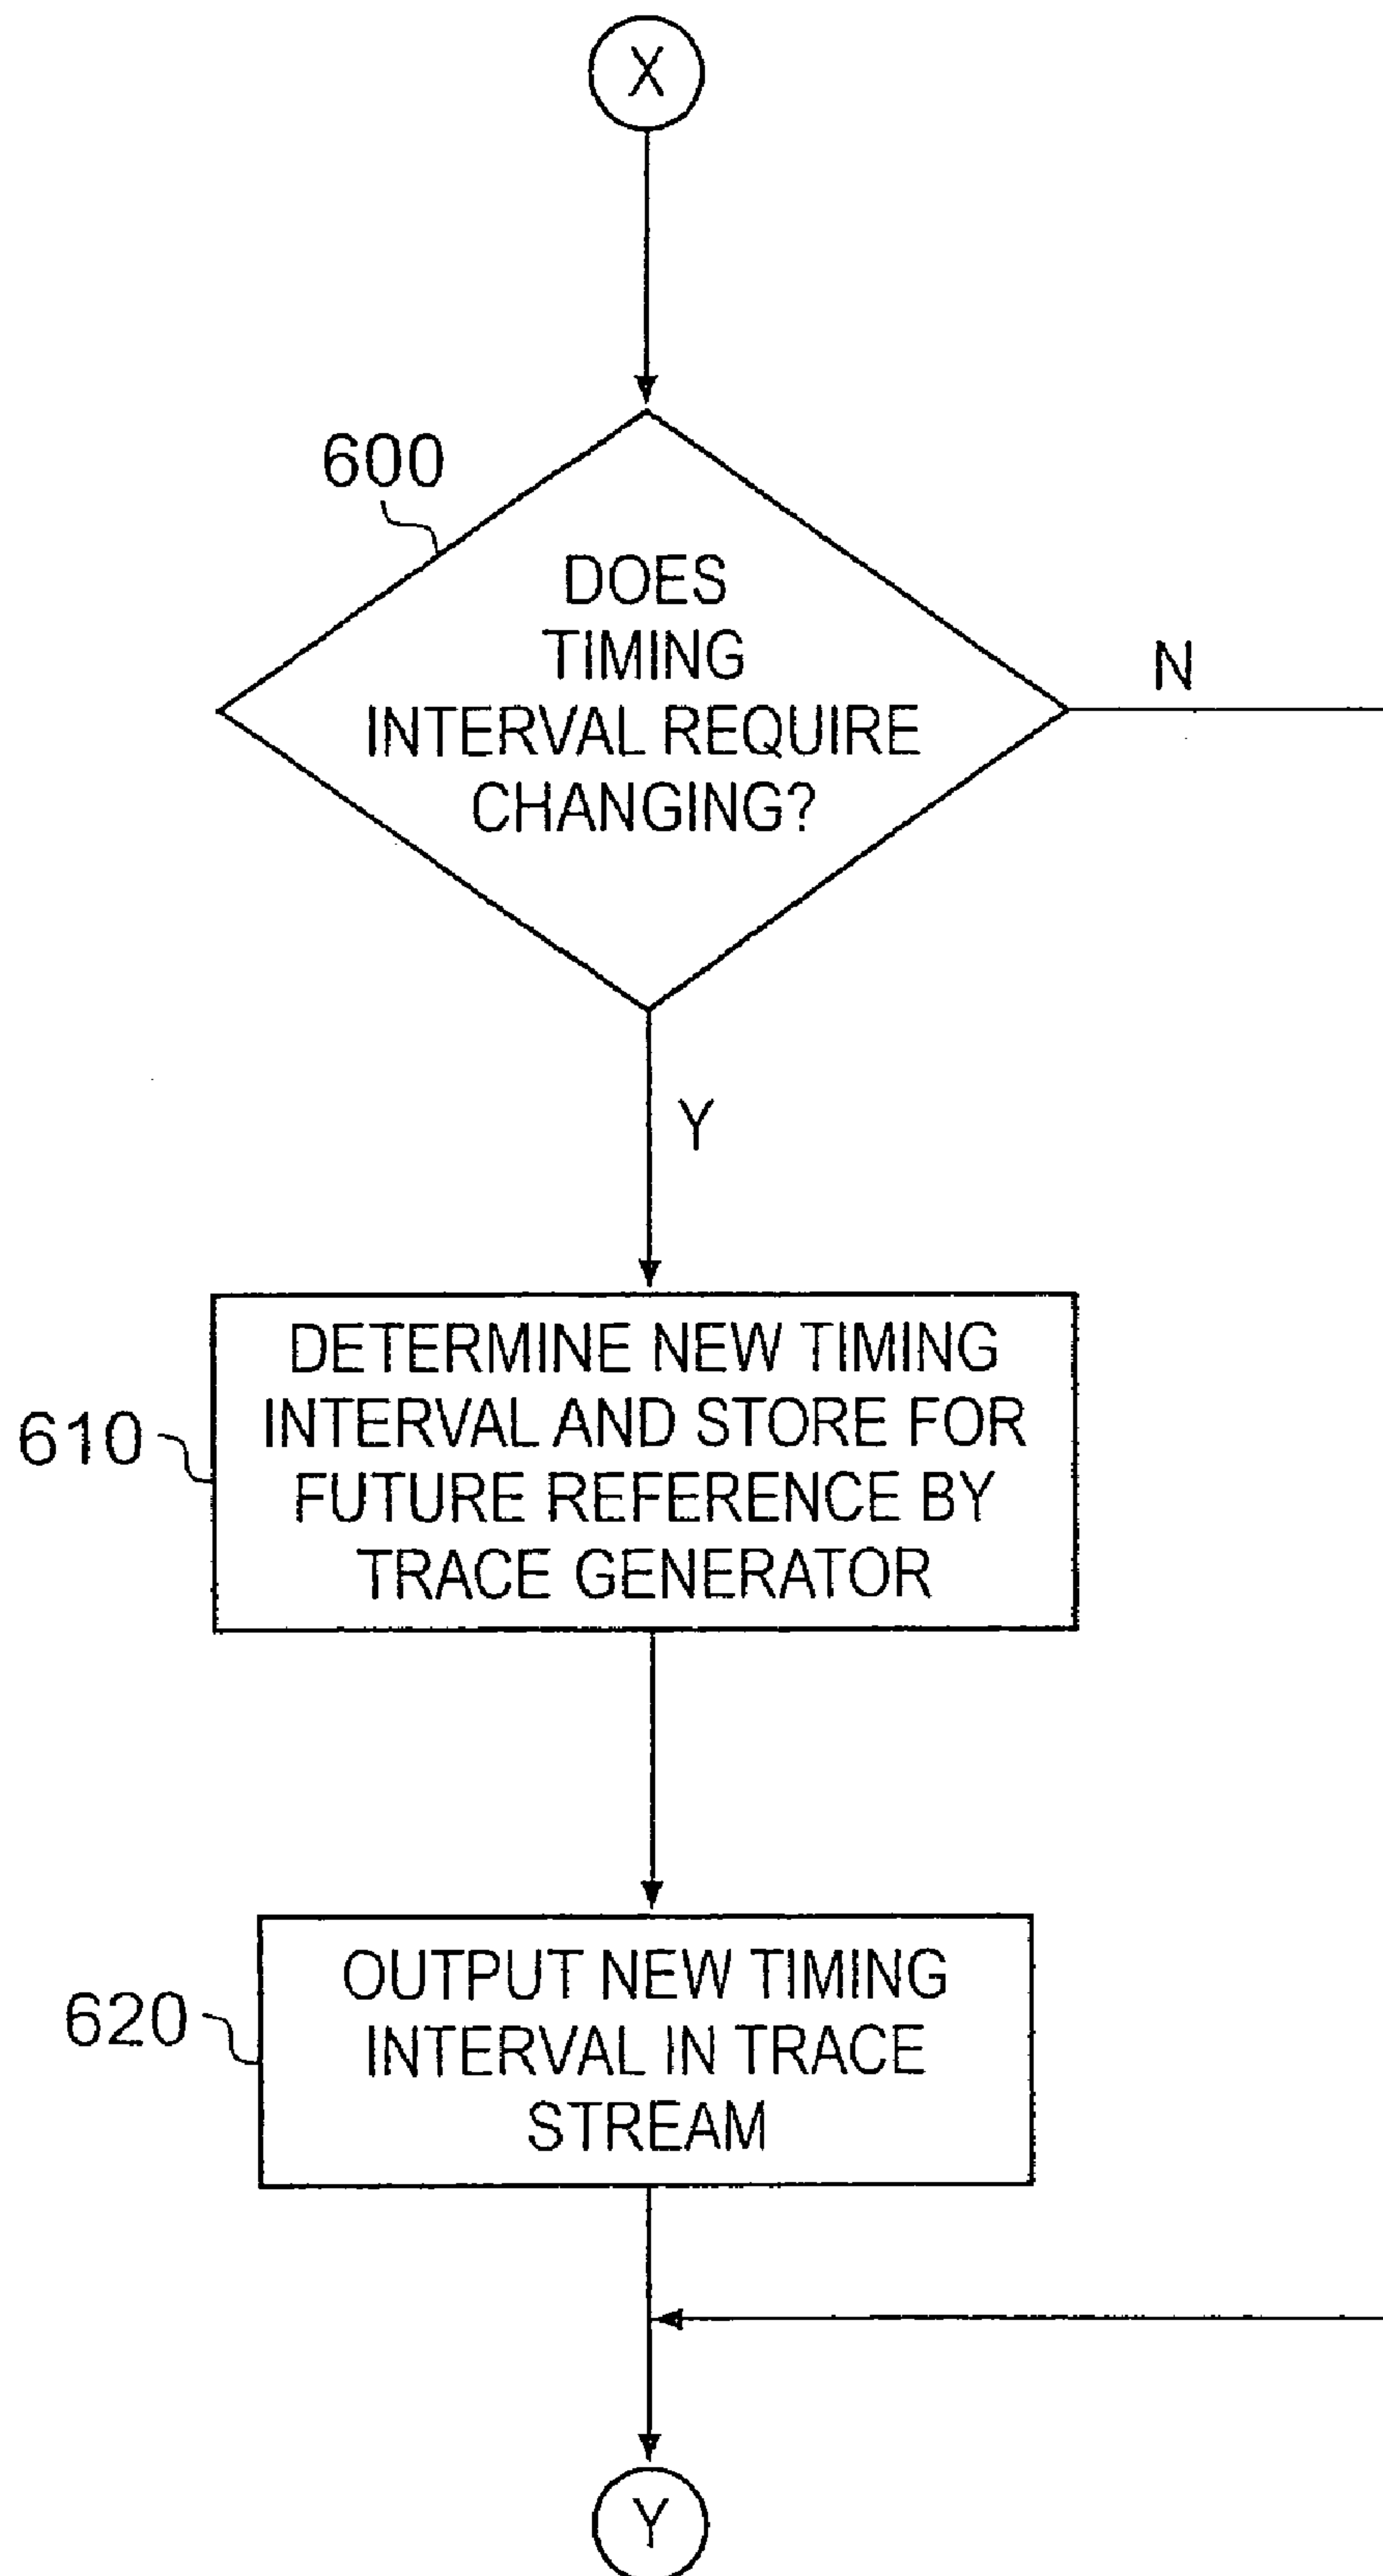 X
600
DOES
TIMING
INTERVAL REQUIRE
CHANGING?
N
Y
610
DETERMINE NEW TIMING
INTERVAL AND STORE FOR
FUTURE REFERENCE BY
TRACE GENERATOR
620
OUTPUT NEW TIMING
INTERVAL IN TRACE
STREAM
Y